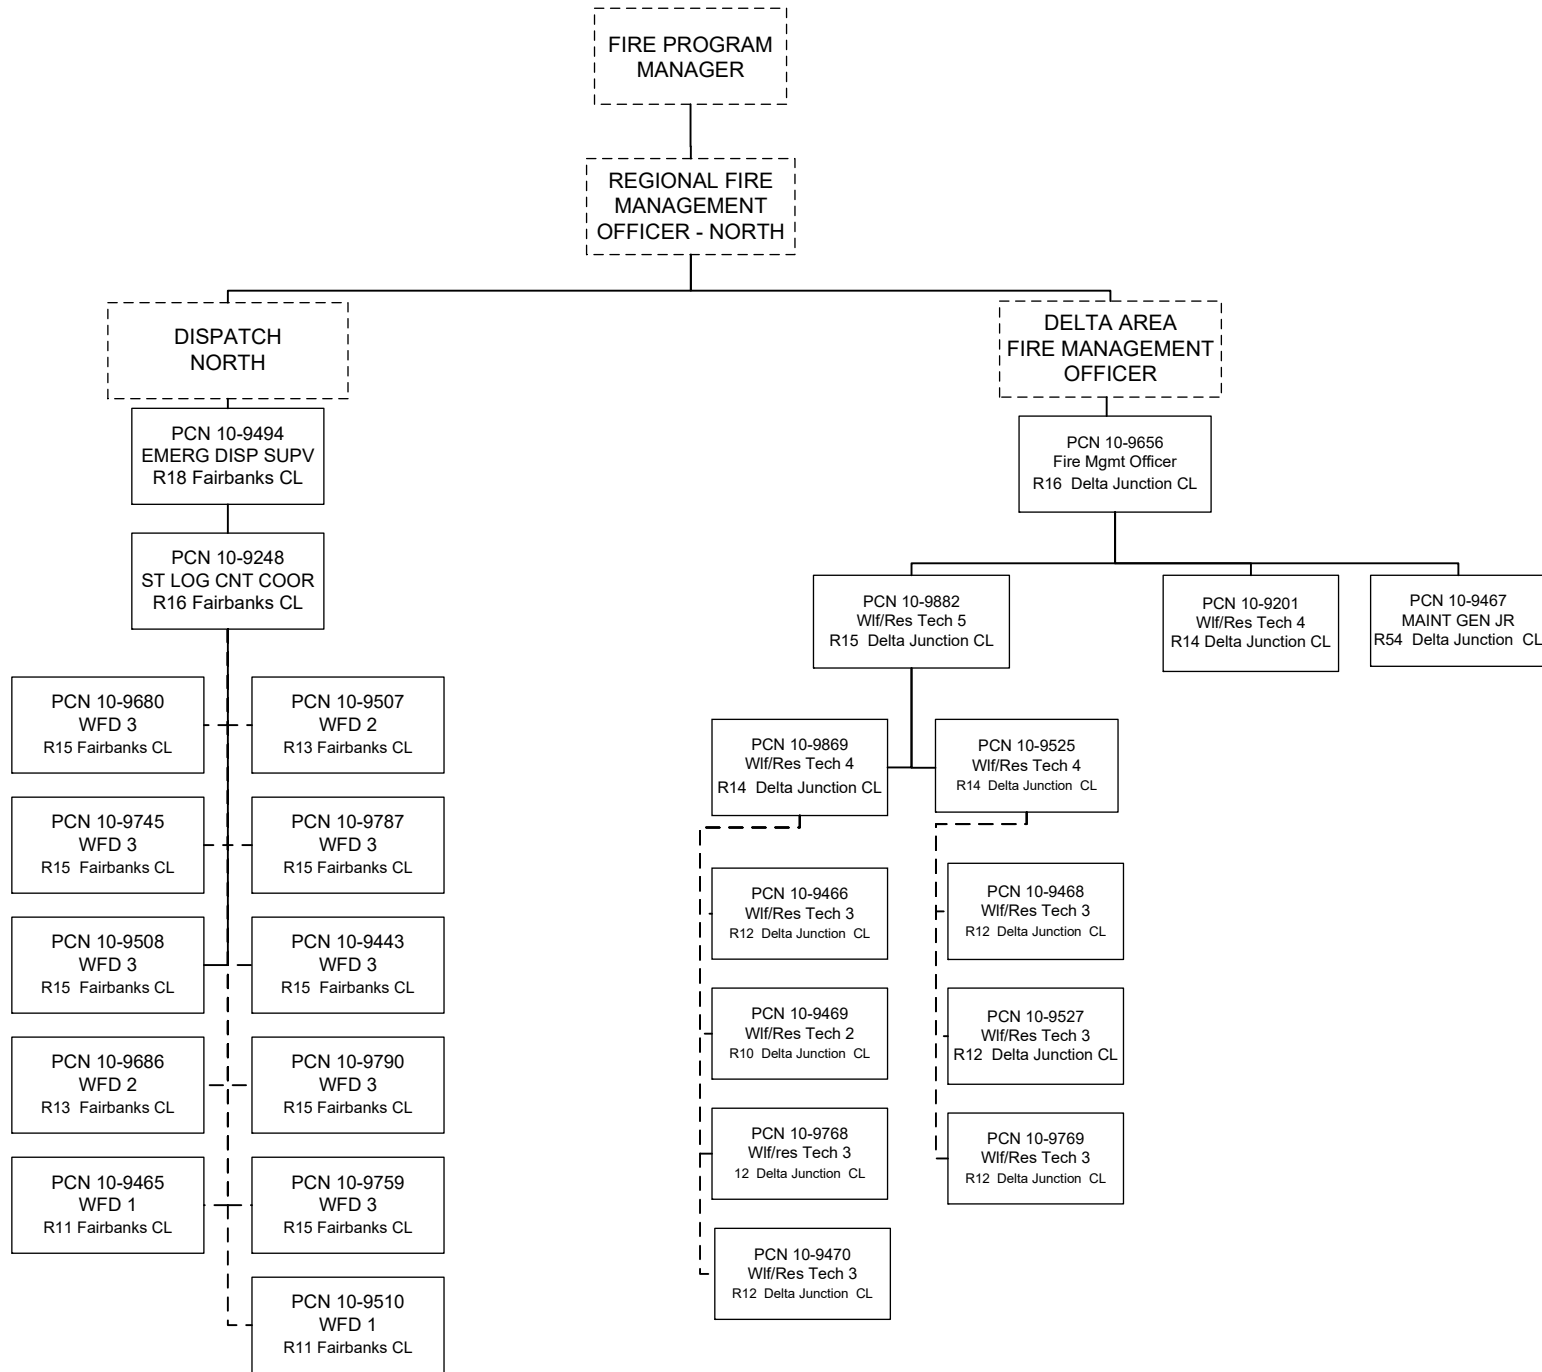 FIRE PROGRAM
MANAGER
REGIONAL FIRE
MANAGEMENT
OFFICER - NORTH
DISPATCH
NORTH
DELTA AREA
FIRE MANAGEMENT
OFFICER
PCN 10-9494
EMERG DISP SUPV
R18 Fairbanks CL
PCN 10-9656
Fire Mgmt Officer
R16 Delta Junction CL
PCN 10-9248
ST LOG CNT COOR
R16 Fairbanks CL
PCN 10-9882
Wlf/Res Tech 5
R15 Delta Junction CL
PCN 10-9201
Wlf/Res Tech 4
R14 Delta Junction CL
PCN 10-9467
MAINT GEN JR
R54 Delta Junction CL
PCN 10-9680
WFD 3
R15 Fairbanks CL
PCN 10-9507
WFD 2
R13 Fairbanks CL
PCN 10-9869
Wlf/Res Tech 4
R14 Delta Junction CL
PCN 10-9525
Wlf/Res Tech 4
R14 Delta Junction CL
PCN 10-9745
WFD 3
R15 Fairbanks CL
PCN 10-9787
WFD 3
R15 Fairbanks CL
PCN 10-9466
Wlf/Res Tech 3
R12 Delta Junction CL
PCN 10-9468
Wlf/Res Tech 3
R12 Delta Junction CL
PCN 10-9508
WFD 3
R15 Fairbanks CL
PCN 10-9443
WFD 3
R15 Fairbanks CL
PCN 10-9469
Wlf/Res Tech 2
R10 Delta Junction CL
PCN 10-9527
Wlf/Res Tech 3
R12 Delta Junction CL
PCN 10-9686
WFD 2
R13 Fairbanks CL
PCN 10-9790
WFD 3
R15 Fairbanks CL
PCN 10-9768
Wlf/res Tech 3
12 Delta Junction CL
PCN 10-9769
Wlf/Res Tech 3
R12 Delta Junction CL
PCN 10-9465
WFD 1
R11 Fairbanks CL
PCN 10-9759
WFD 3
R15 Fairbanks CL
PCN 10-9470
Wlf/Res Tech 3
R12 Delta Junction CL
PCN 10-9510
WFD 1
R11 Fairbanks CL